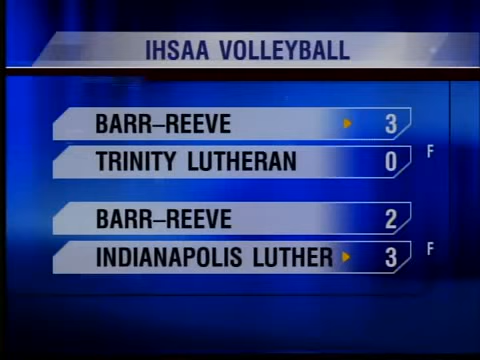 IHSAA VOLLEYBALL
BARR–REEVE 3
TRINITY LUTHERAN 0 F
BARR–REEVE 2
INDIANAPOLIS LUTHER 3 F